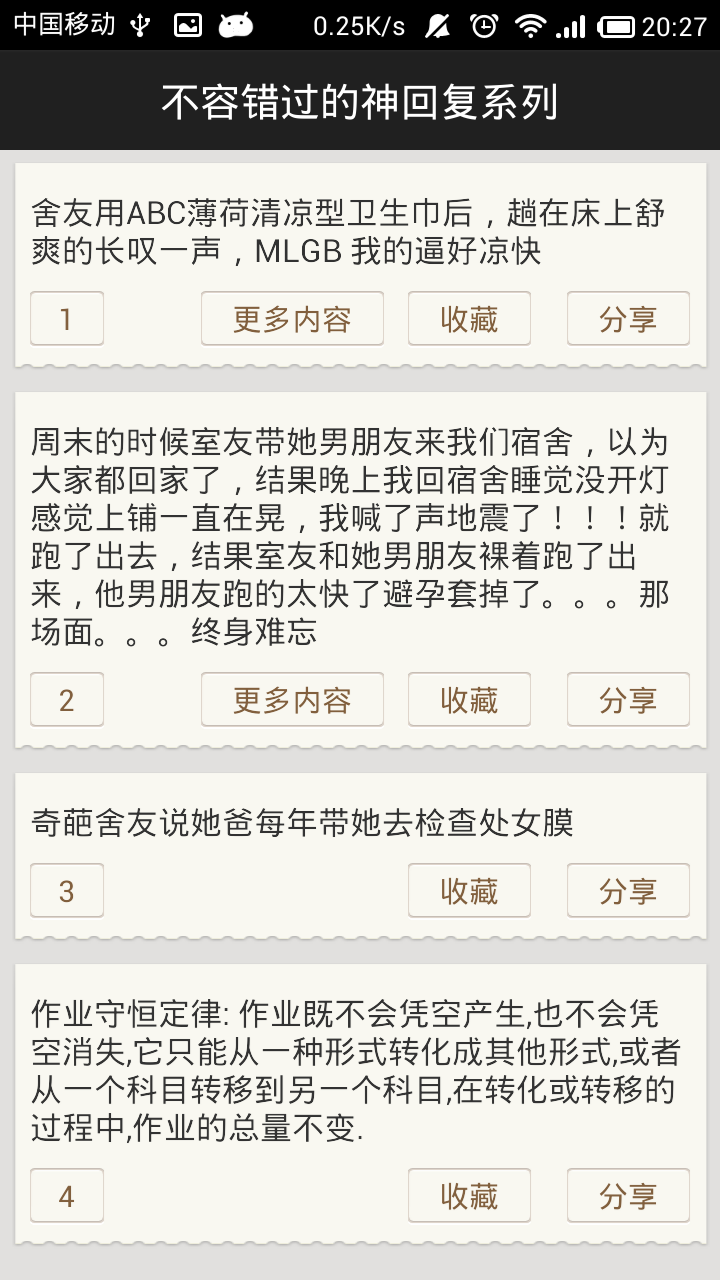 中国移动 0.25K/s 20:27
不容错过的神回复系列
舍友用ABC薄荷清凉型卫生巾后，趟在床上舒
爽的长叹一声，MLGB 我的逼好凉快
1 更多内容 收藏 分享
周末的时候室友带她男朋友来我们宿舍，以为
大家都回家了，结果晚上我回宿舍睡觉没开灯
感觉上铺一直在晃，我喊了声地震了！！！就
跑了出去，结果室友和她男朋友裸着跑了出
来，他男朋友跑的太快了避孕套掉了。。。那
场面。。。终身难忘
2 更多内容 收藏 分享
奇葩舍友说她爸每年带她去检查处女膜
3 收藏 分享
作业守恒定律: 作业既不会凭空产生,也不会凭
空消失,它只能从一种形式转化成其他形式,或者
从一个科目转移到另一个科目,在转化或转移的
过程中,作业的总量不变.
4 收藏 分享